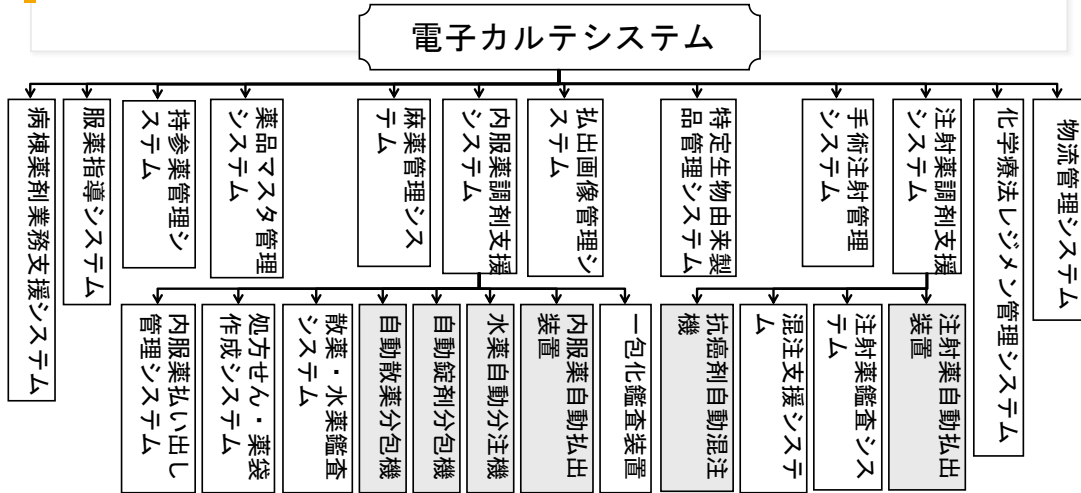 電子カルテシステム
病棟薬剤業務支援システム
服薬指導システム
持参薬管理シ
ステム
薬品マスタ管理
システム
麻薬管理シス
テム
内服薬調剤支援
システム
払出画像管理シ
ステム
特定生物由来製
品管理システム
手術注射管理
システム
注射薬調剤支援
システム
化学療法レジメン管理システム
物流管理システム
内服薬払い出し
管理システム
処方せん・薬袋
作成システム
散薬・水薬鑑査
システム
自動散薬分包機
自動錠剤分包機
水薬自動分注機
内服薬自動払出
装置
一包化鑑査装置
抗癌剤自動混注
機
混注支援システ
ム
注射薬鑑査シス
テム
注射薬自動払出
装置